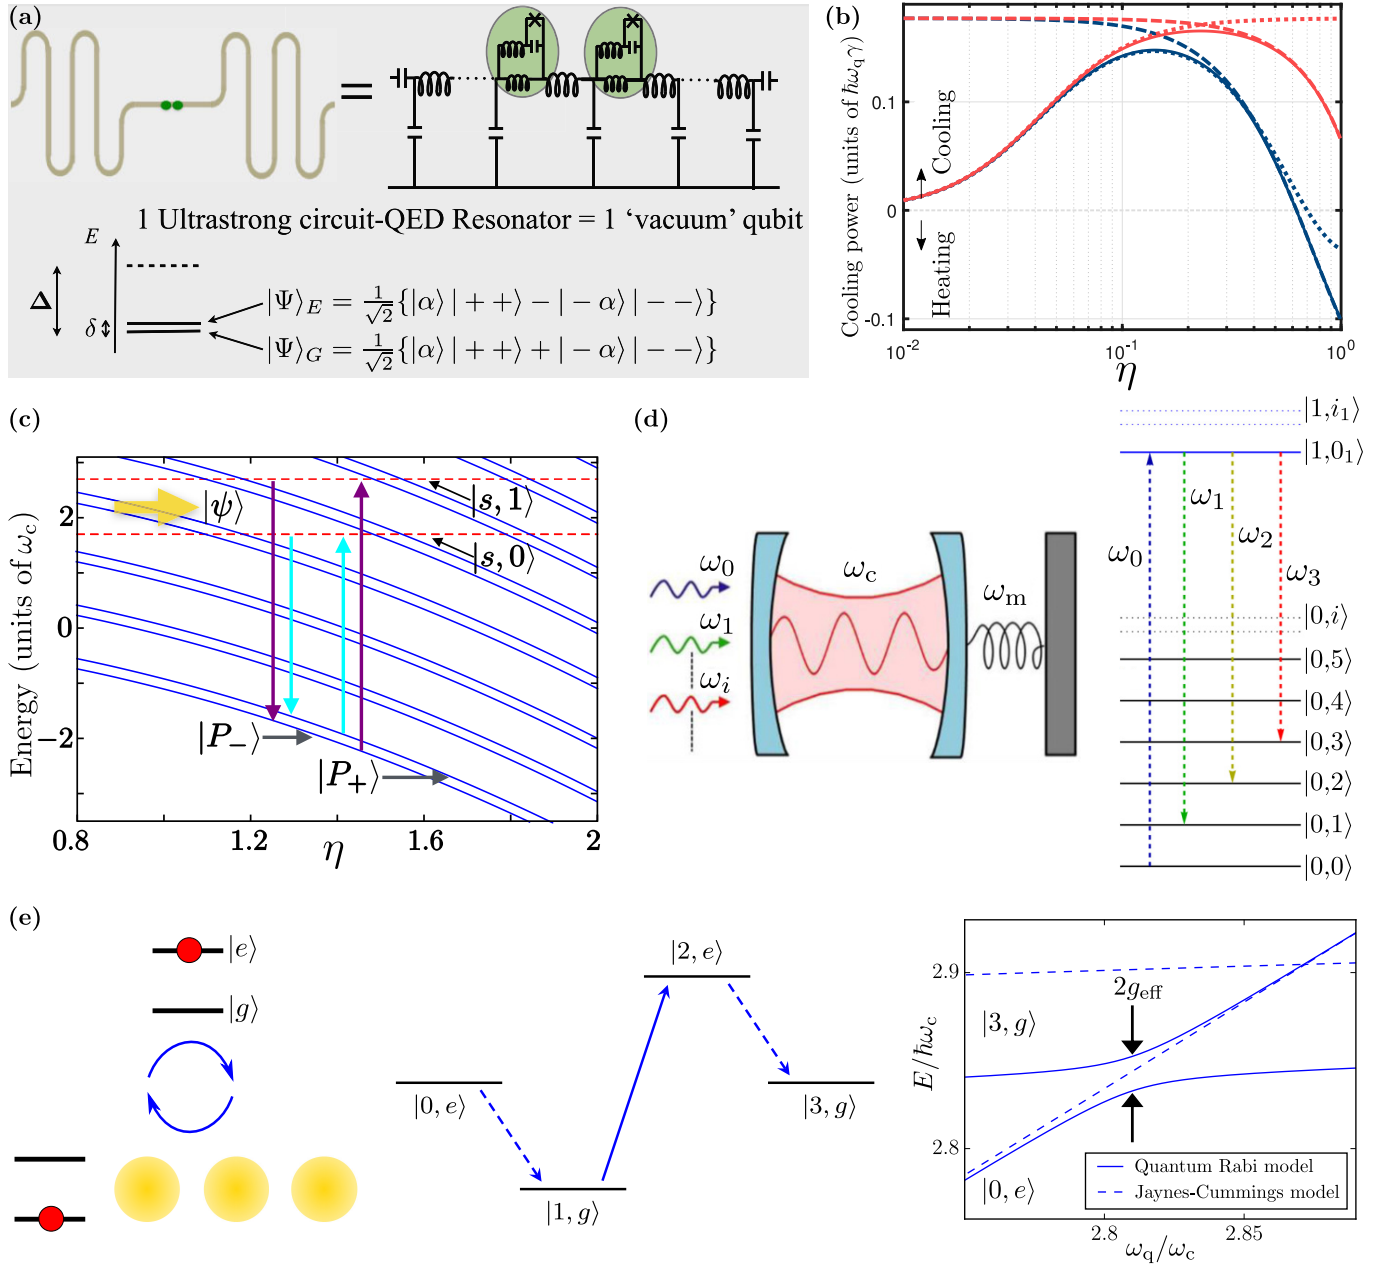 (a)
=
1 Ultrastrong circuit-QED Resonator = 1 ‘vacuum’ qubit
E
Δ
δ
|Ψ⟩_E = 1/√2 {|α⟩ | + +⟩ − | − α⟩ | − −⟩}
|Ψ⟩_G = 1/√2 {|α⟩ | + +⟩ + | − α⟩ | − −⟩}
(b)
Cooling power (units of ℏω_qγ)
0.1
0
-0.1
Cooling
Heating
10^-2
10^-1
10^0
η
(c)
Energy (units of ω_c)
2
0
−2
0.8
1.2
1.6
2
η
|ψ⟩
|s, 1⟩
|s, 0⟩
|P_−⟩
|P_+⟩
(d)
ω_0
ω_1
ω_i
ω_c
ω_m
|1,i_1⟩
|1,0_1⟩
ω_0
ω_1
ω_2
ω_3
|0,i⟩
|0,5⟩
|0,4⟩
|0,3⟩
|0,2⟩
|0,1⟩
|0,0⟩
(e)
|e⟩
|g⟩
|0, e⟩
|1, g⟩
|2, e⟩
|3, g⟩
E/ℏω_c
2.9
2.8
2g_eff
|3, g⟩
|0, e⟩
Quantum Rabi model
Jaynes-Cummings model
2.8
2.85
ω_q/ω_c